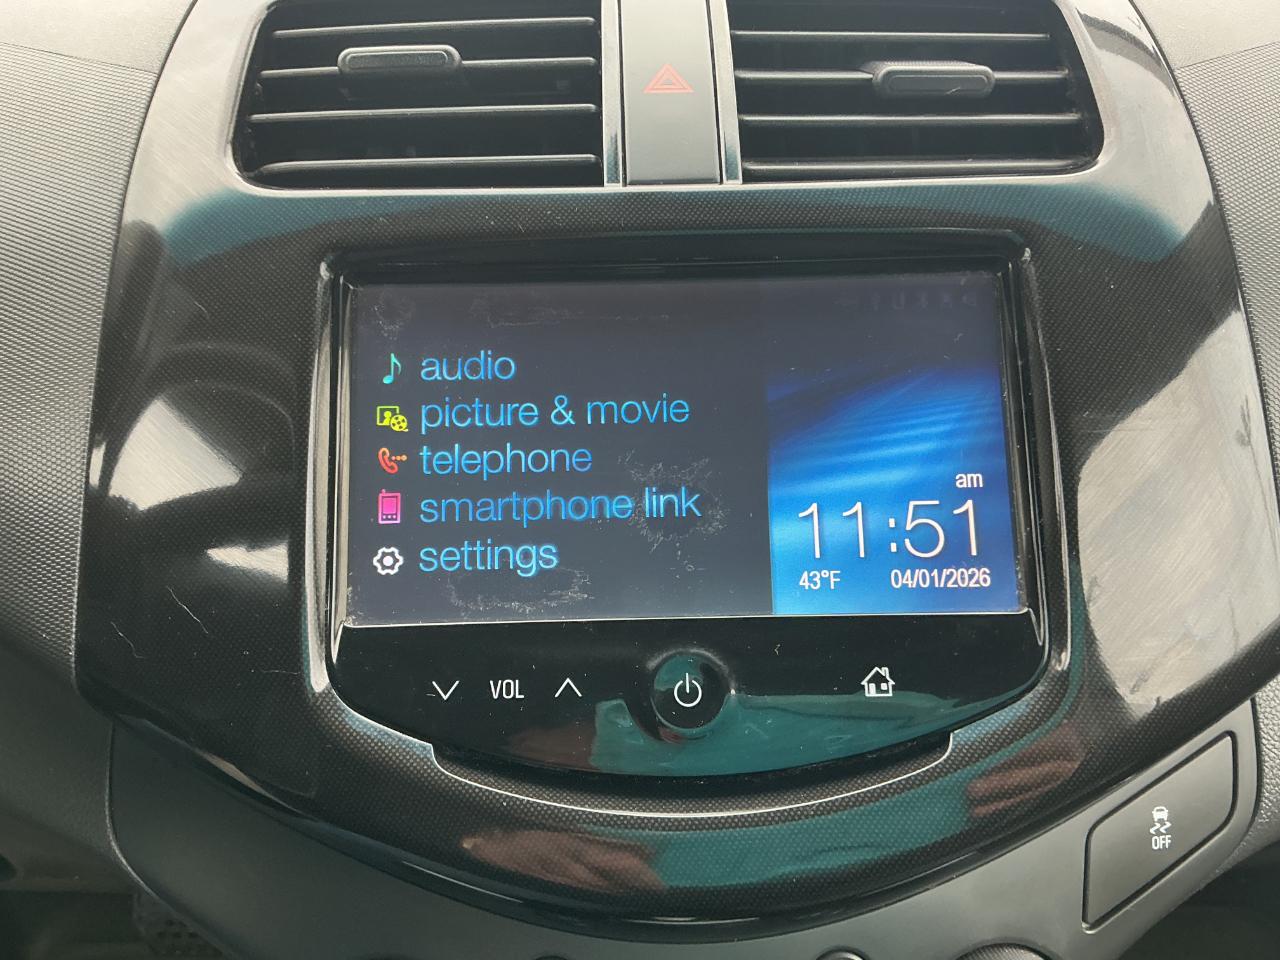 audio
picture & movie
telephone
smartphone link
settings
am
11:51
43°F 04/01/2026
VOL
OFF